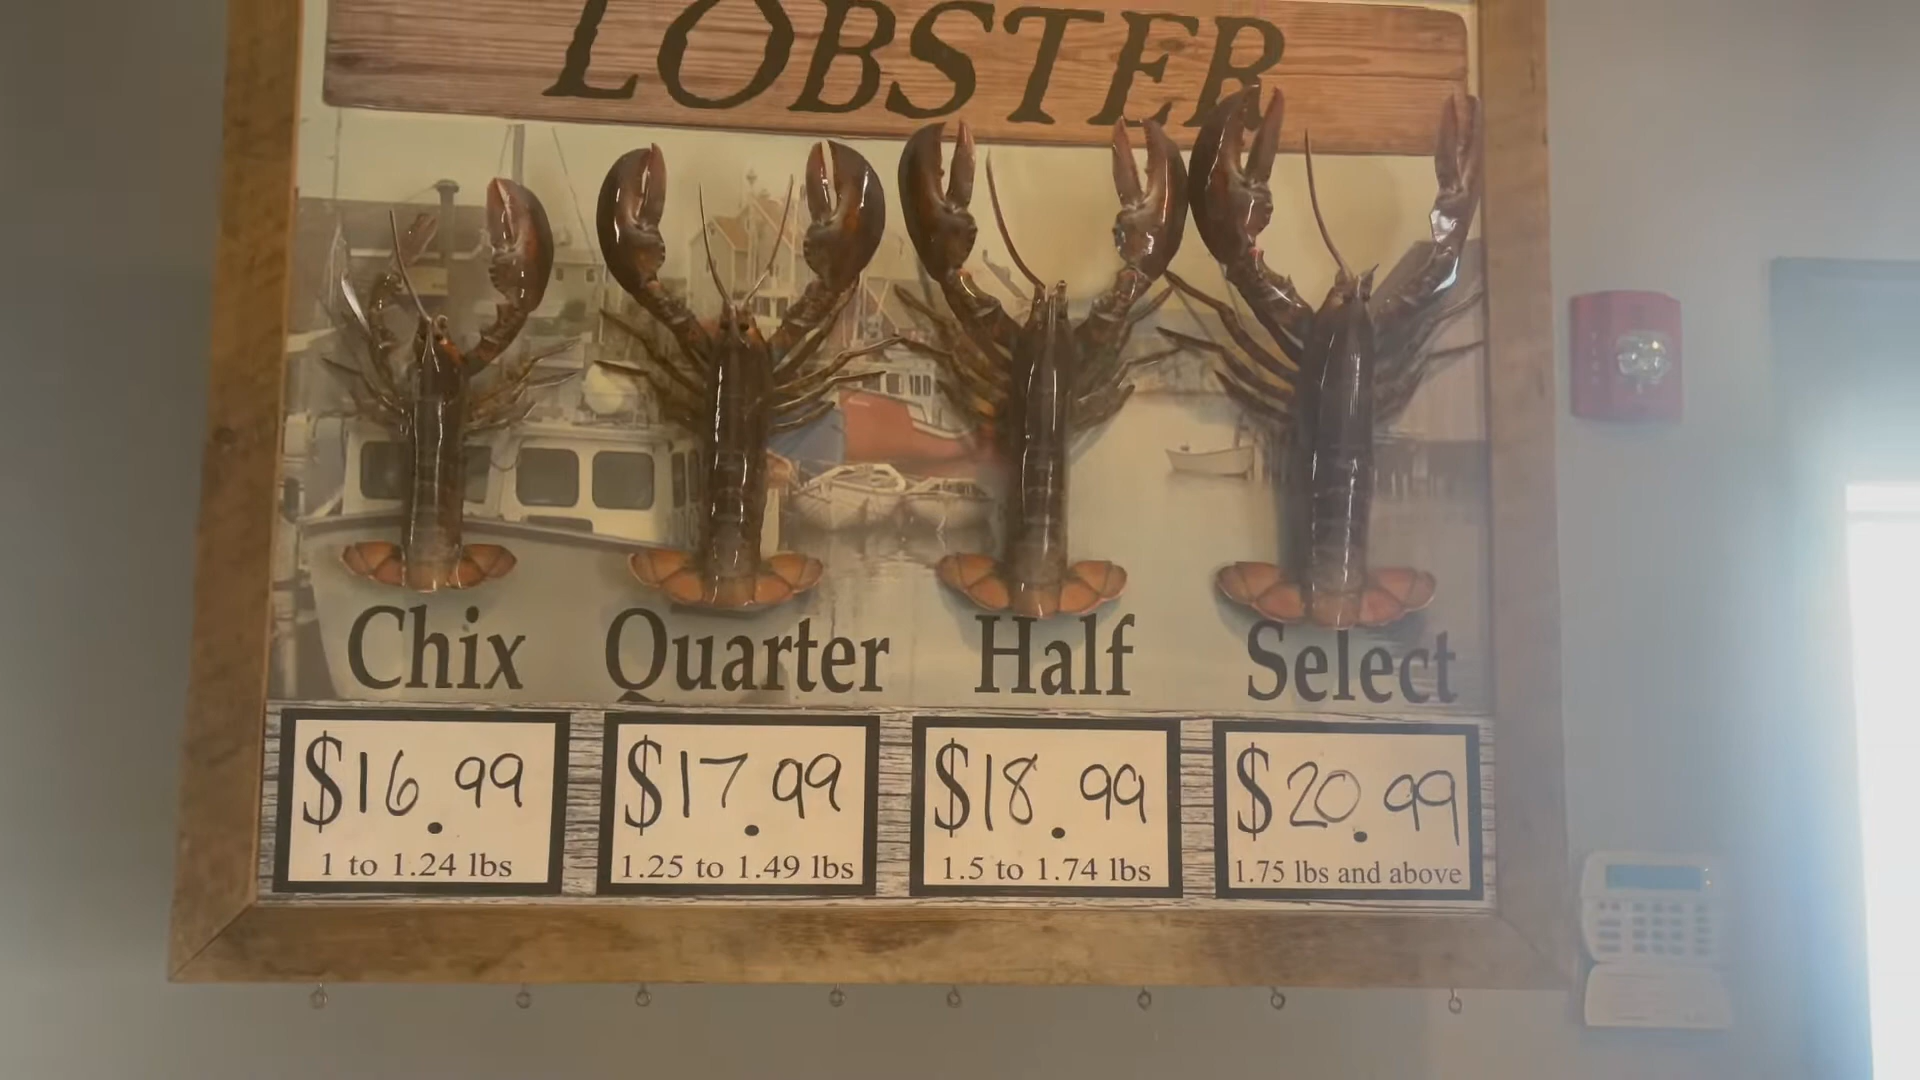 LOBSTER
Chix Quarter Half Select
$16.99 $17.99 $18.99 $20.99
1 to 1.24 lbs 1.25 to 1.49 lbs 1.5 to 1.74 lbs 1.75 lbs and above